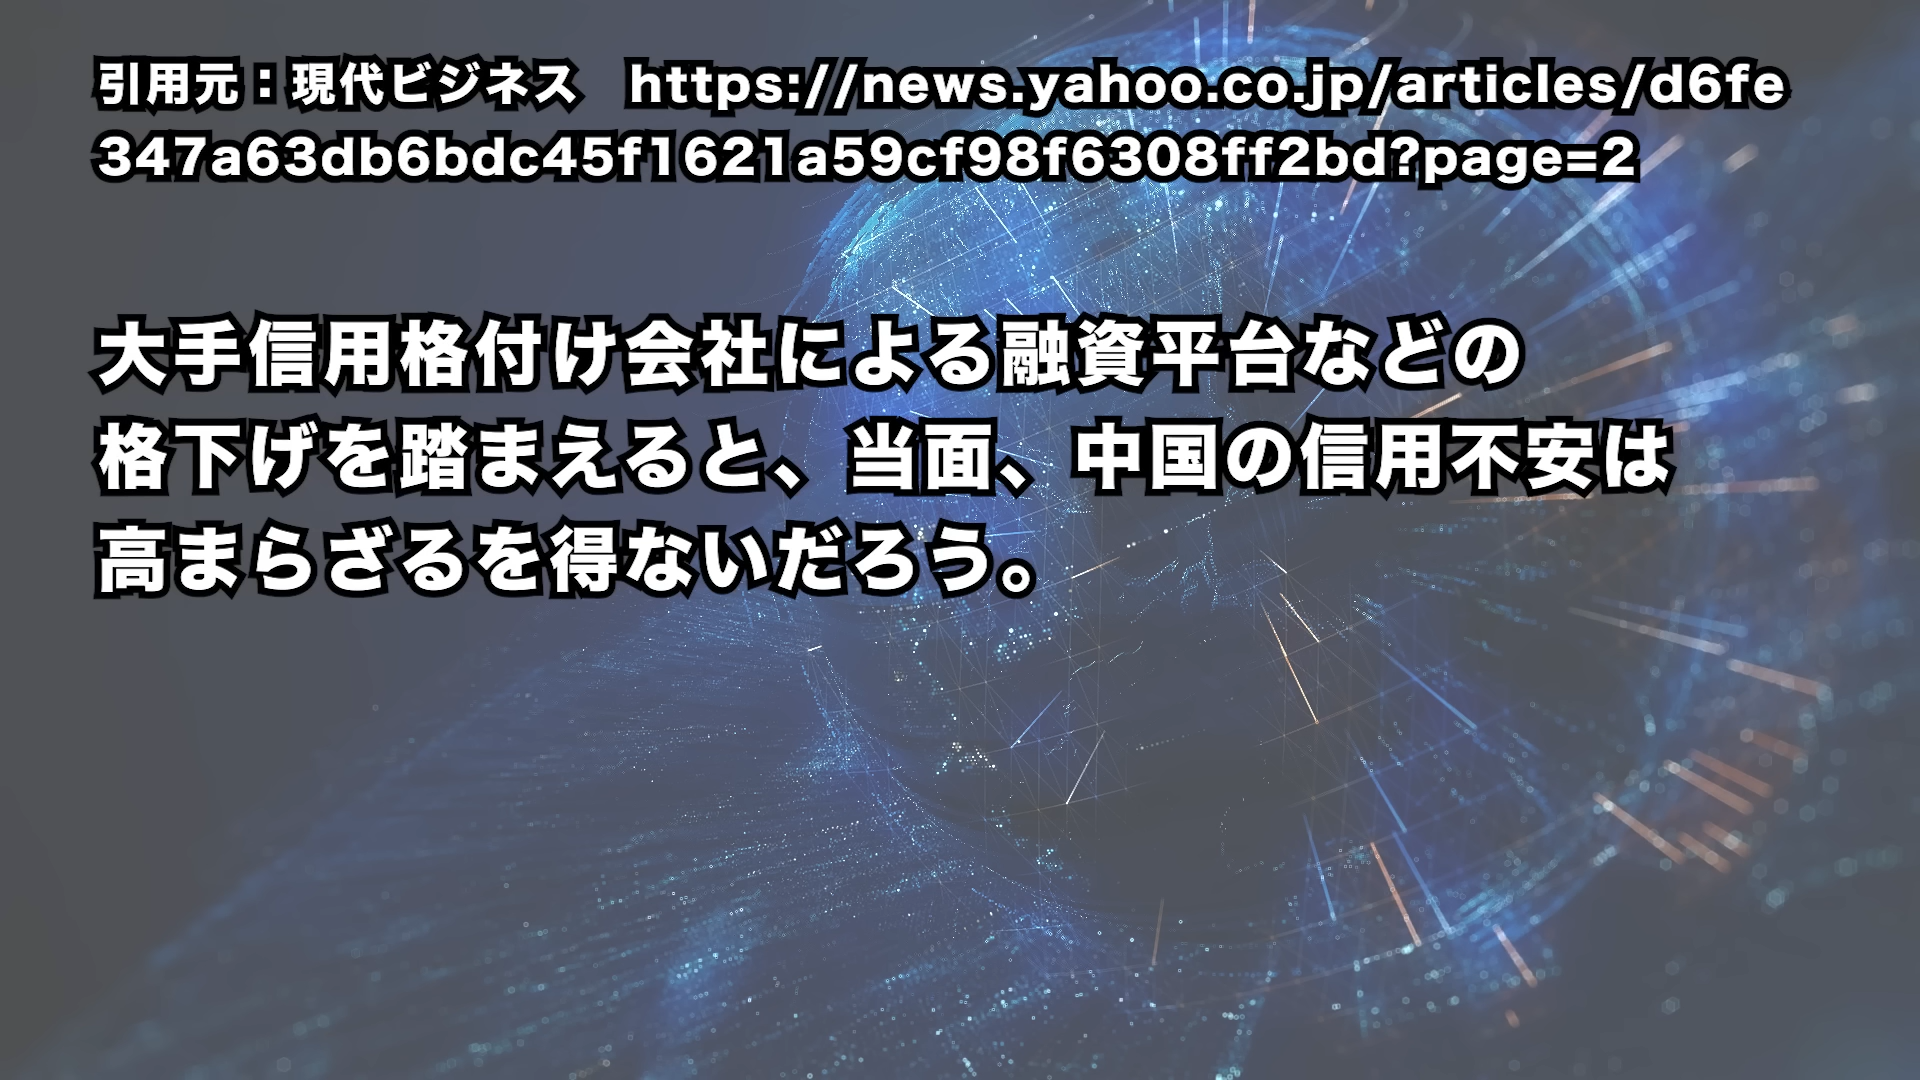 引用元：現代ビジネス　https://news.yahoo.co.jp/articles/d6fe
347a63db6bdc45f1621a59cf98f6308ff2bd?page=2
大手信用格付け会社による融資平台などの
格下げを踏まえると、当面、中国の信用不安は
高まらざるを得ないだろう。